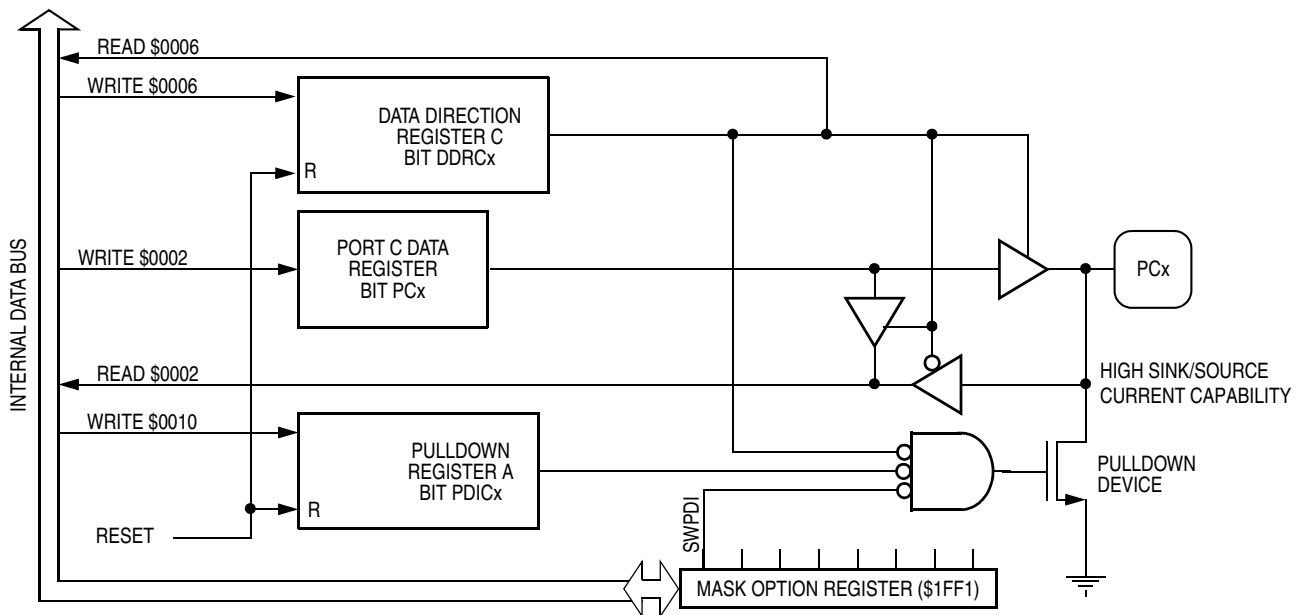 READ $0006
WRITE $0006
DATA DIRECTION
REGISTER C
BIT DDRCx
R
INTERNAL DATA BUS
WRITE $0002
PORT C DATA
REGISTER
BIT PCx
PCx
READ $0002
HIGH SINK/SOURCE
CURRENT CAPABILITY
WRITE $0010
PULLDOWN
REGISTER A
BIT PDICx
R
PULLDOWN
DEVICE
RESET
SWPDI
MASK OPTION REGISTER ($1FF1)